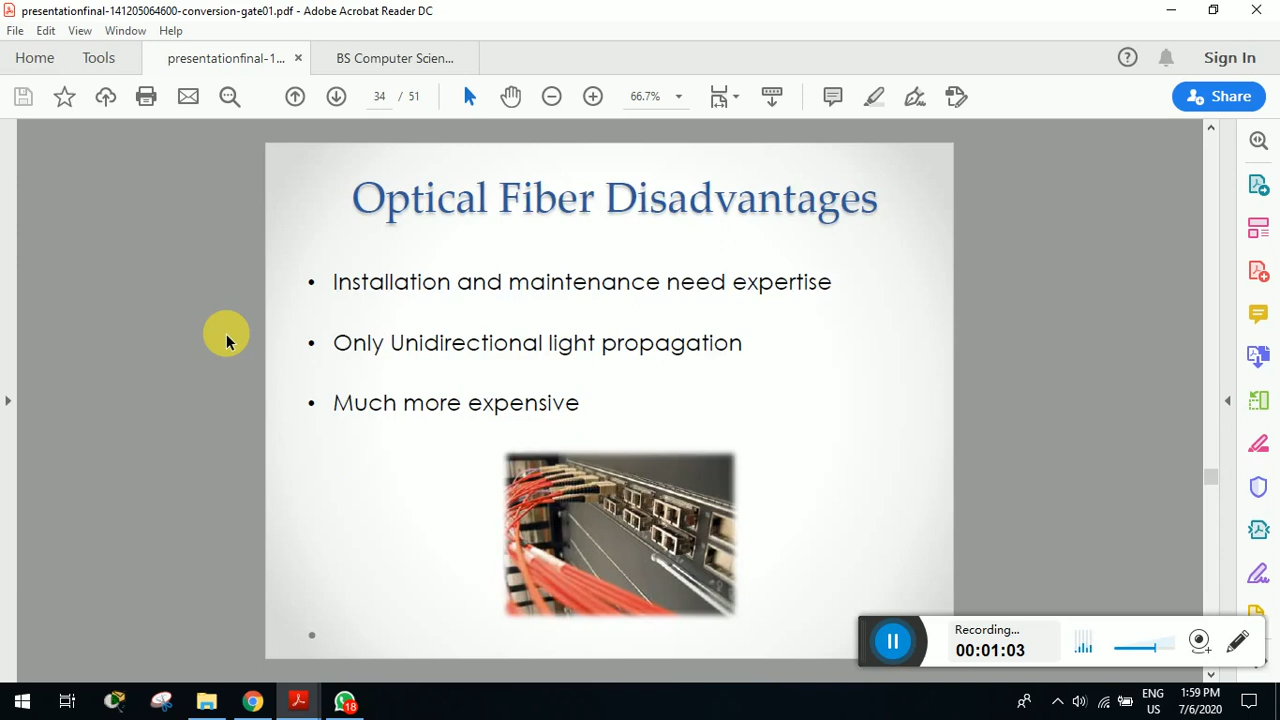 presentationfinal-141205064600-conversion-gate01.pdf - Adobe Acrobat Reader DC
File Edit View Window Help
Home Tools presentationfinal-1... BS Computer Scien... Sign In
34 / 51 66.7% Share
Optical Fiber Disadvantages
• Installation and maintenance need expertise
• Only Unidirectional light propagation
• Much more expensive
Recording...
00:01:03
18
ENG
US
1:59 PM
7/6/2020